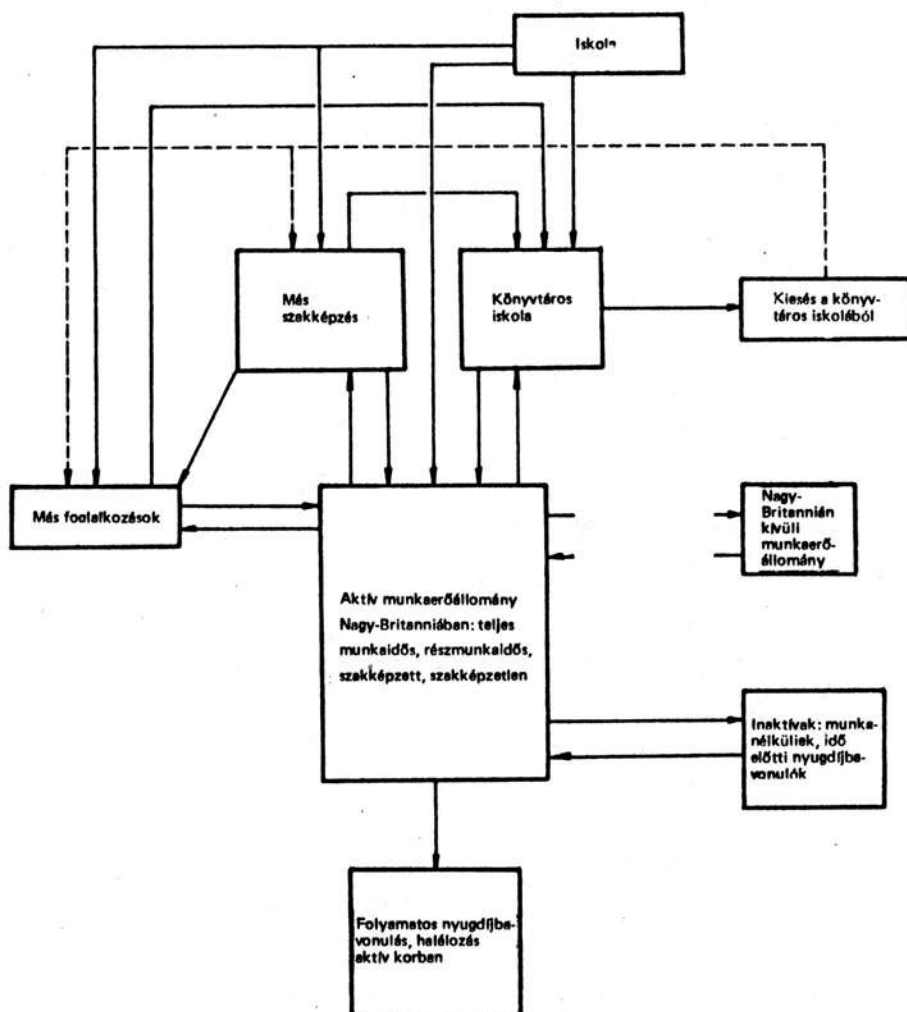 Iskola
Más
szakképzés
Könyvtáros
iskola
Kiesés a könyv-
táros iskolából
Más foglalkozások
Nagy-
Britannián
kívüli
munkaerő-
állomány
Aktív munkaerőállomány
Nagy-Britanniában: teljes
munkaidős, részmunkaidős,
szakképzett, szakképzetlen
Inaktívak: munka-
nélküliek, idő
előtti nyugdíjba-
vonulók
Folyamatos nyugdíjba-
vonulás, halálozás
aktív korban